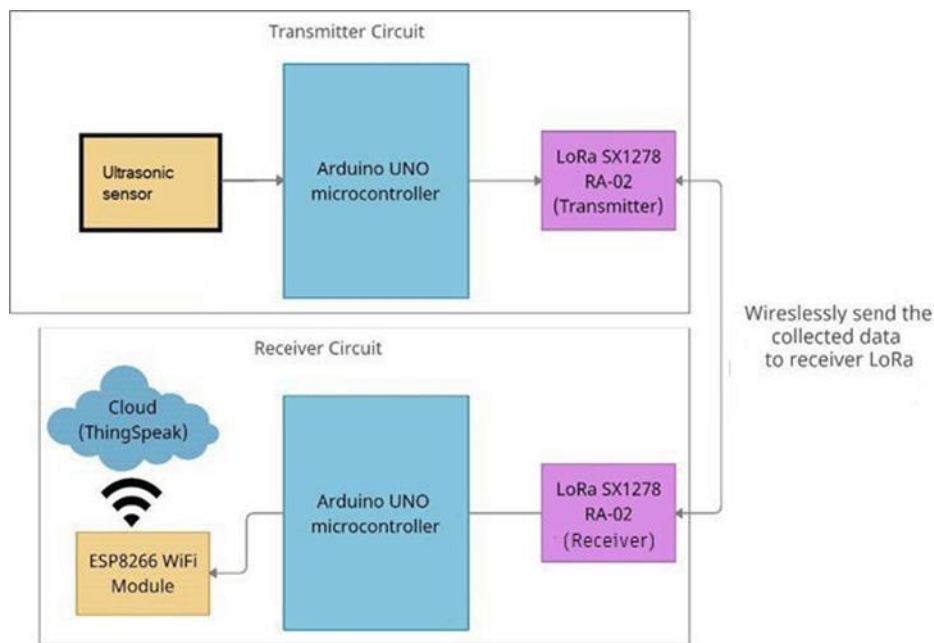 Transmitter Circuit
Ultrasonic
sensor
Arduino UNO
microcontroller
LoRa SX1278
RA-02
(Transmitter)
Wireslessly send the
collected data
to receiver LoRa
Receiver Circuit
Cloud
(ThingSpeak)
ESP8266 WiFi
Module
Arduino UNO
microcontroller
LoRa SX1278
RA-02
(Receiver)